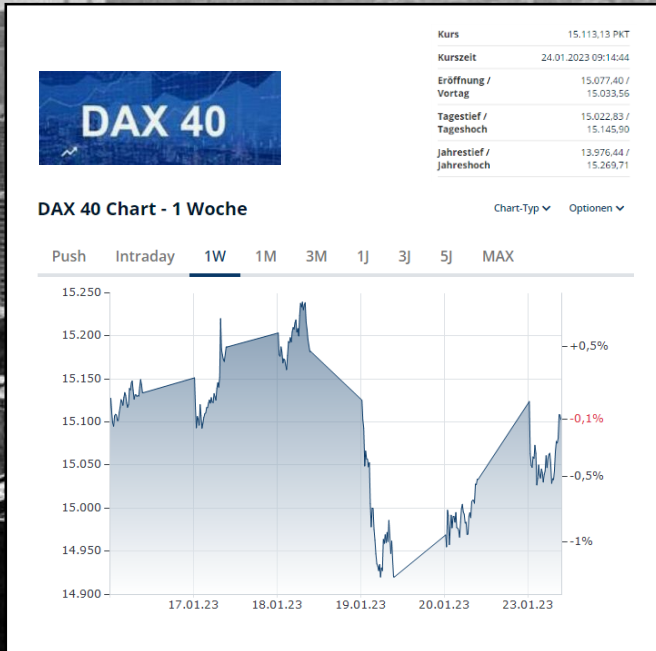 Kurs 15.113,13 PKT
Kurszeit 24.01.2023 09:14:44
Eröffnung / 15.077,40 /
Vortag 15.033,56
Tagestief / 15.022,83 /
Tageshoch 15.145,90
Jahrestief / 13.976,44 /
Jahreshoch 15.269,71
DAX 40
DAX 40 Chart - 1 Woche
Chart-Typ Optionen
Push Intraday 1W 1M 3M 1J 3J 5J MAX
15.250
15.200
15.150
15.100
15.050
15.000
14.950
14.900
+0,5%
-0,1%
-0,5%
-1%
17.01.23 18.01.23 19.01.23 20.01.23 23.01.23